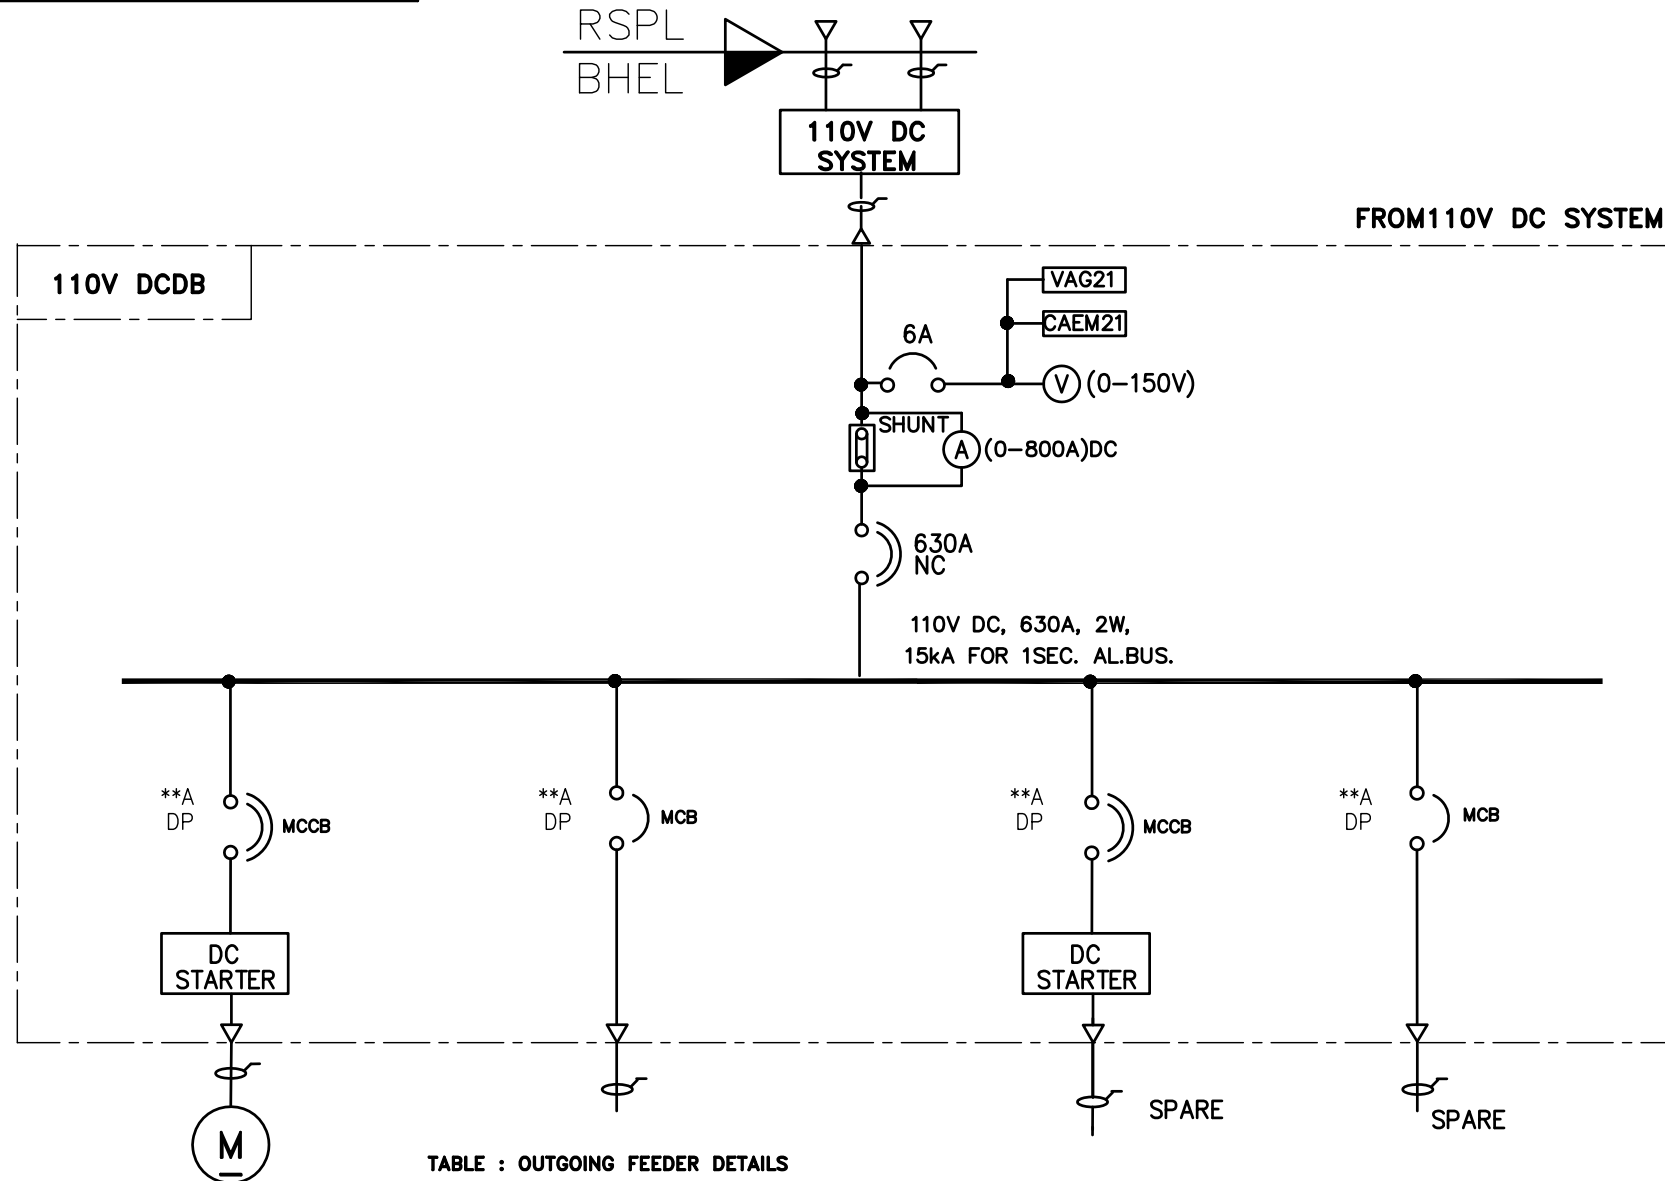 RSPL
BHEL
110V DC
SYSTEM
FROM110V DC SYSTEM
110V DCDB
VAG21
CAEM21
6A
V (0-150V)
SHUNT
A (0-800A)DC
630A
NC
110V DC, 630A, 2W,
15kA FOR 1SEC. AL.BUS.
**A
DP
MCCB
**A
DP
MCB
**A
DP
MCCB
**A
DP
MCB
DC
STARTER
DC
STARTER
SPARE
SPARE
M
TABLE : OUTGOING FEEDER DETAILS